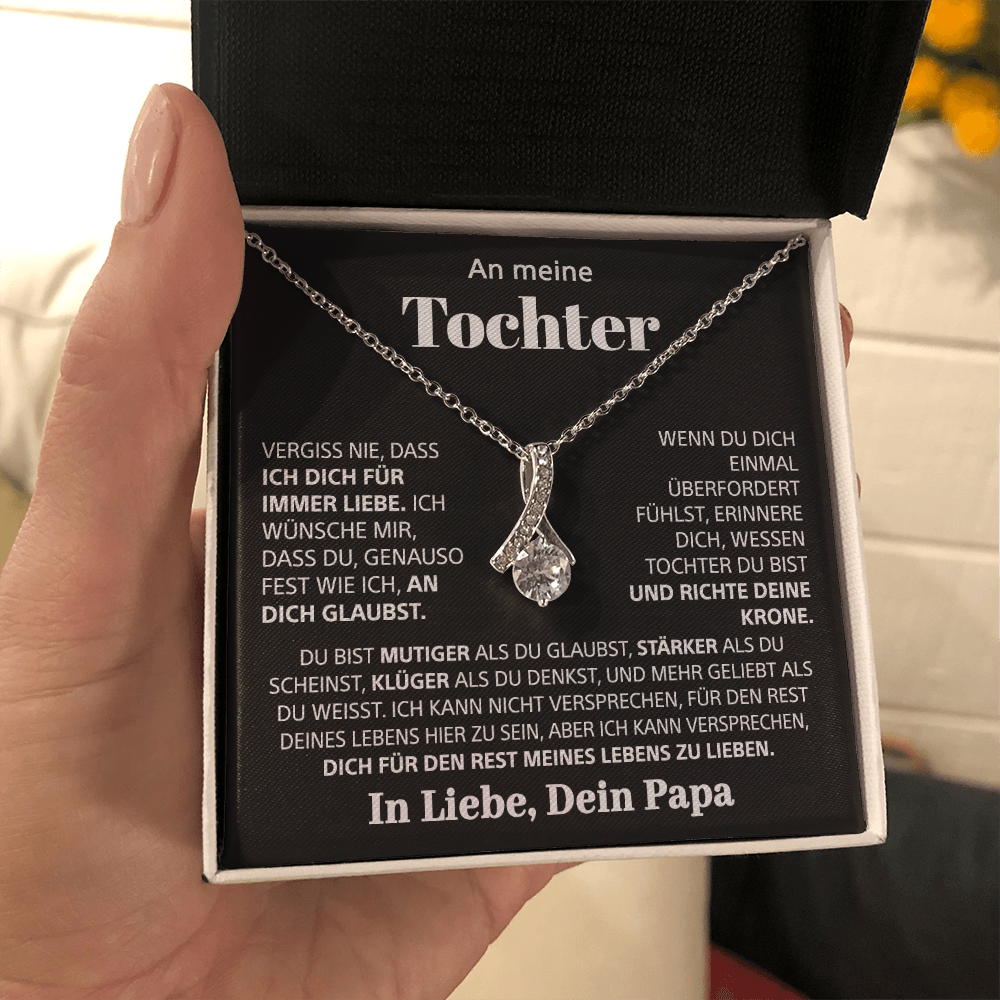 An meine
Tochter
VERGISS NIE, DASS
ICH DICH FÜR
IMMER LIEBE. ICH
WÜNSCHE MIR,
DASS DU, GENAUSO
FEST WIE ICH, AN
DICH GLAUBST.
WENN DU DICH
EINMAL
ÜBERFORDERT
FÜHLST, ERINNERE
DICH, WESSEN
TOCHTER DU BIST
UND RICHTE DEINE
KRONE.
DU BIST MUTIGER ALS DU GLAUBST, STÄRKER ALS DU
SCHEINST, KLÜGER ALS DU DENKST, UND MEHR GELIEBT ALS
DU WEISST. ICH KANN NICHT VERSPRECHEN, FÜR DEN REST
DEINES LEBENS HIER ZU SEIN, ABER ICH KANN VERSPRECHEN,
DICH FÜR DEN REST MEINES LEBENS ZU LIEBEN.
In Liebe, Dein Papa